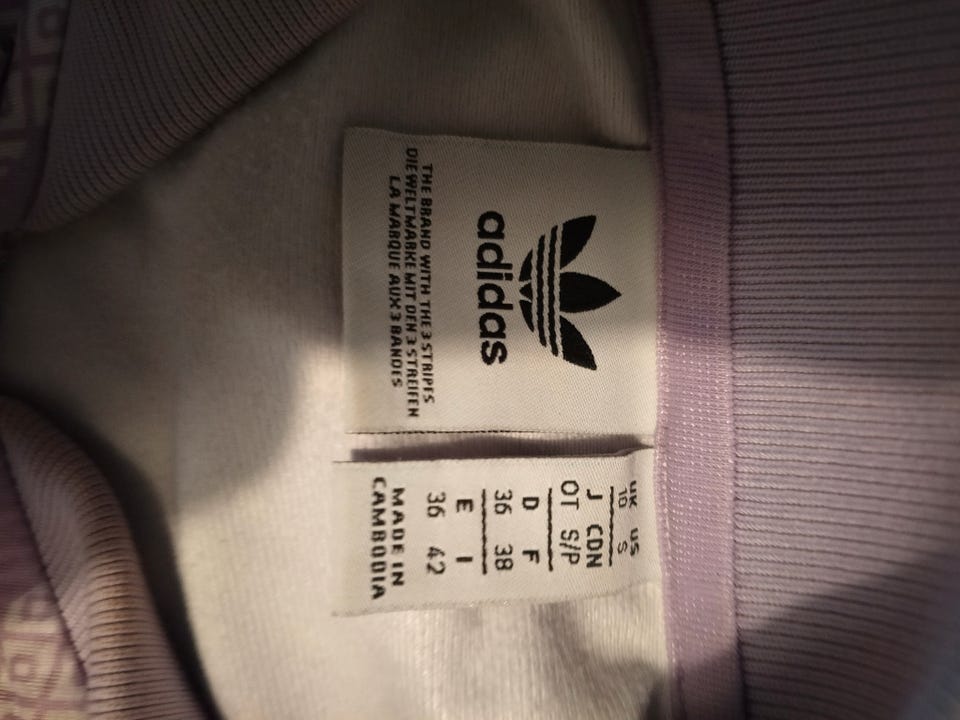 adidas
THE BRAND WITH THE 3 STRIPES
DIE WELTMARKE MIT DEN 3 STREIFEN
LA MARQUE AUX 3 BANDES
UK US
10 S
J CDN
OT S/P
D F
36 38
E I
36 42
MADE IN
CAMBODIA